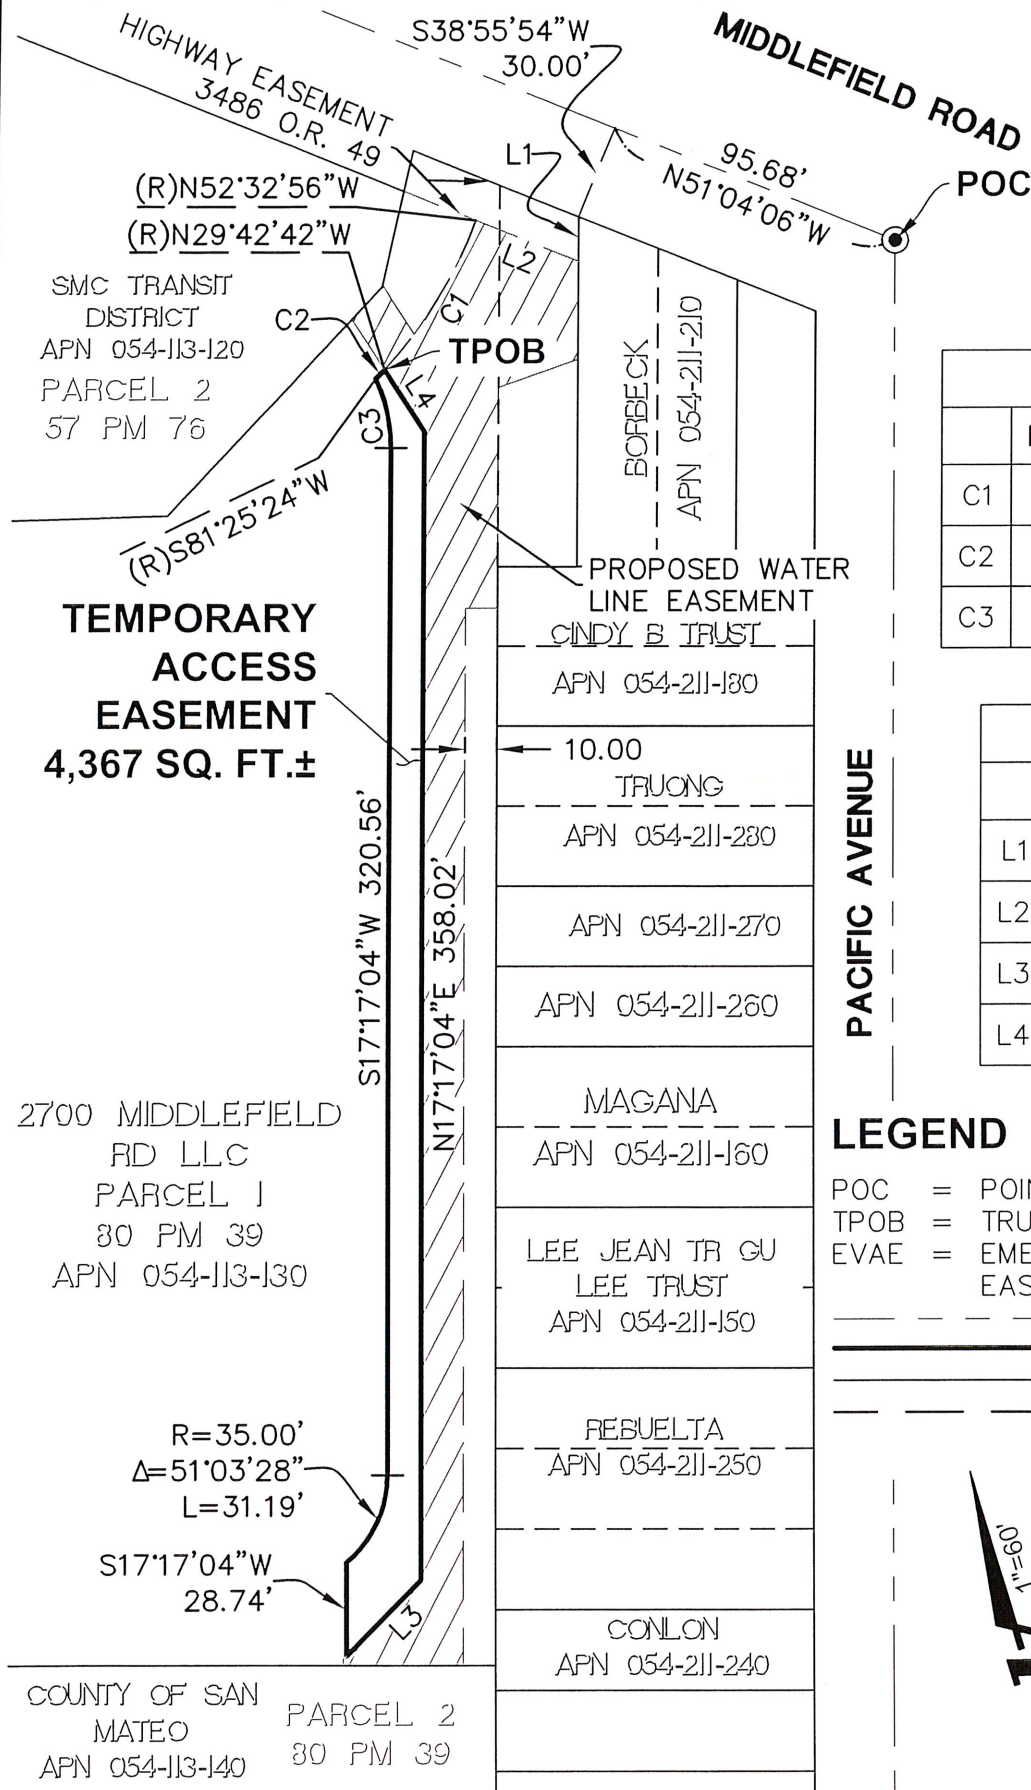 S38°55'54"W
30.00'
MIDDLEFIELD ROAD
HIGHWAY EASEMENT
3486 O.R. 49
L1
95.68'
N51°04'06"W
POC
(R)N52°32'56"W
(R)N29°42'42"W
L2
SMC TRANSIT
DISTRICT
APN 054-113-120
PARCEL 2
57 PM 76
C2
C1
TPOB
L4
C3
BORBECK
APN 054-211-210
(R)S81°25'24"W
C1
C2
C3
PROPOSED WATER
LINE EASEMENT
TEMPORARY
ACCESS
EASEMENT
4,367 SQ. FT.±
CINDY B TRUST
APN 054-211-180
10.00
TRUONG
APN 054-211-280
PACIFIC AVENUE
S17°17'04"W 320.56'
N17°17'04"E 358.02'
APN 054-211-270
APN 054-211-260
L1
L2
L3
L4
2700 MIDDLEFIELD
RD LLC
PARCEL 1
80 PM 39
APN 054-113-130
MAGANA
APN 054-211-160
LEGEND
POC =
TPOB =
EVAE =
LEE JEAN TR GU
LEE TRUST
APN 054-211-150
R=35.00'
Δ=51°03'28"
L=31.19'
REBUELTA
APN 054-211-250
S17°17'04"W
28.74'
L3
1"=60'
CONLON
APN 054-211-240
COUNTY OF SAN
MATEO
APN 054-113-140
PARCEL 2
80 PM 39